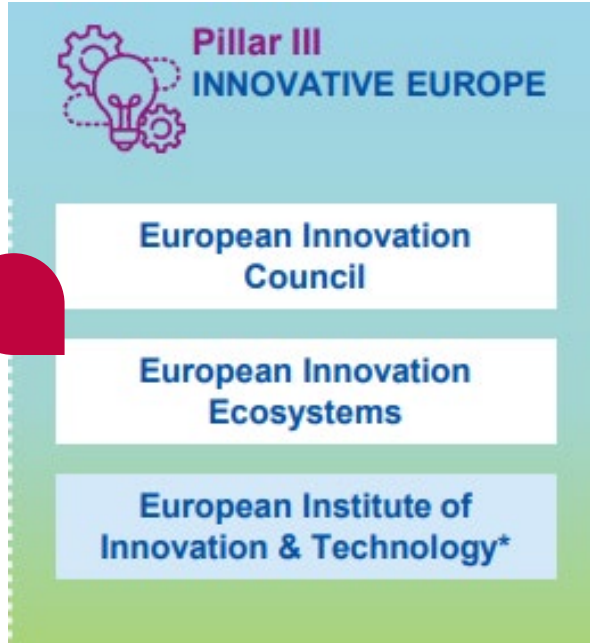 Pillar III
INNOVATIVE EUROPE
European Innovation
Council
European Innovation
Ecosystems
European Institute of
Innovation & Technology*